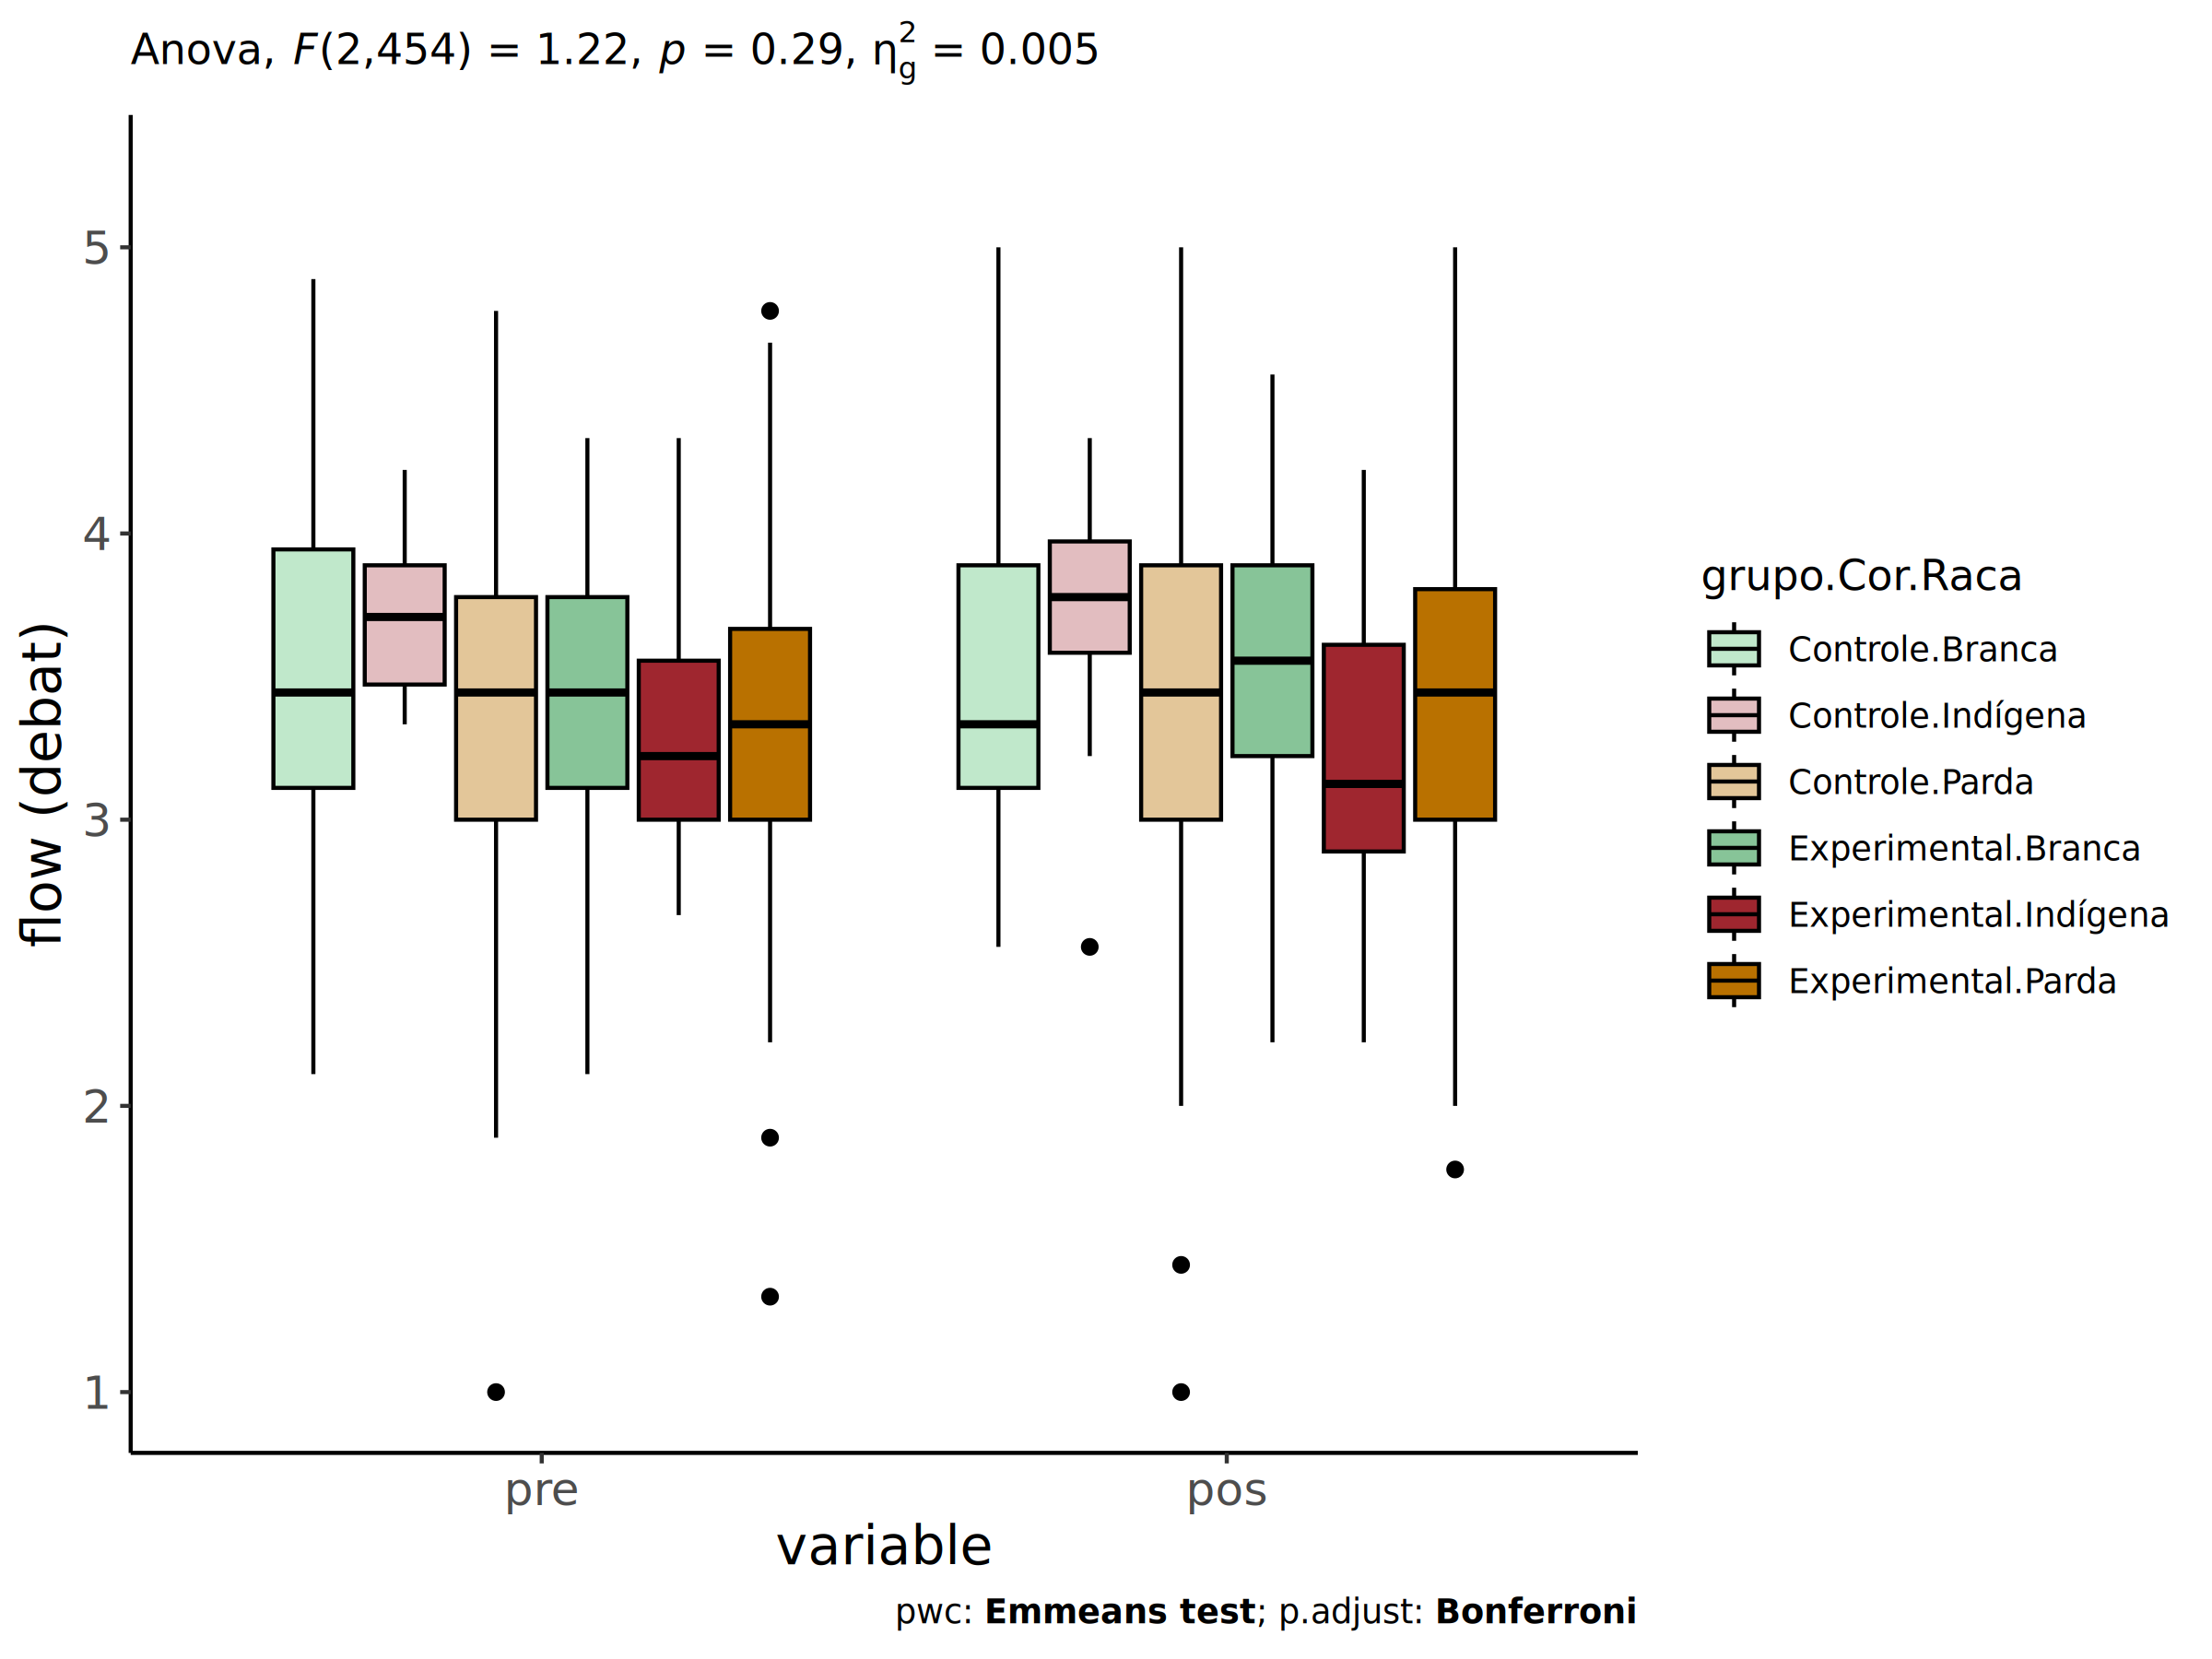 Anova, F(2,454) = 1.22, p = 0.29, η²g = 0.005
flow (debat)
5
4
3
2
1
pre pos
variable
pwc: Emmeans test; p.adjust: Bonferroni
grupo.Cor.Raca
Controle.Branca
Controle.Indígena
Controle.Parda
Experimental.Branca
Experimental.Indígena
Experimental.Parda